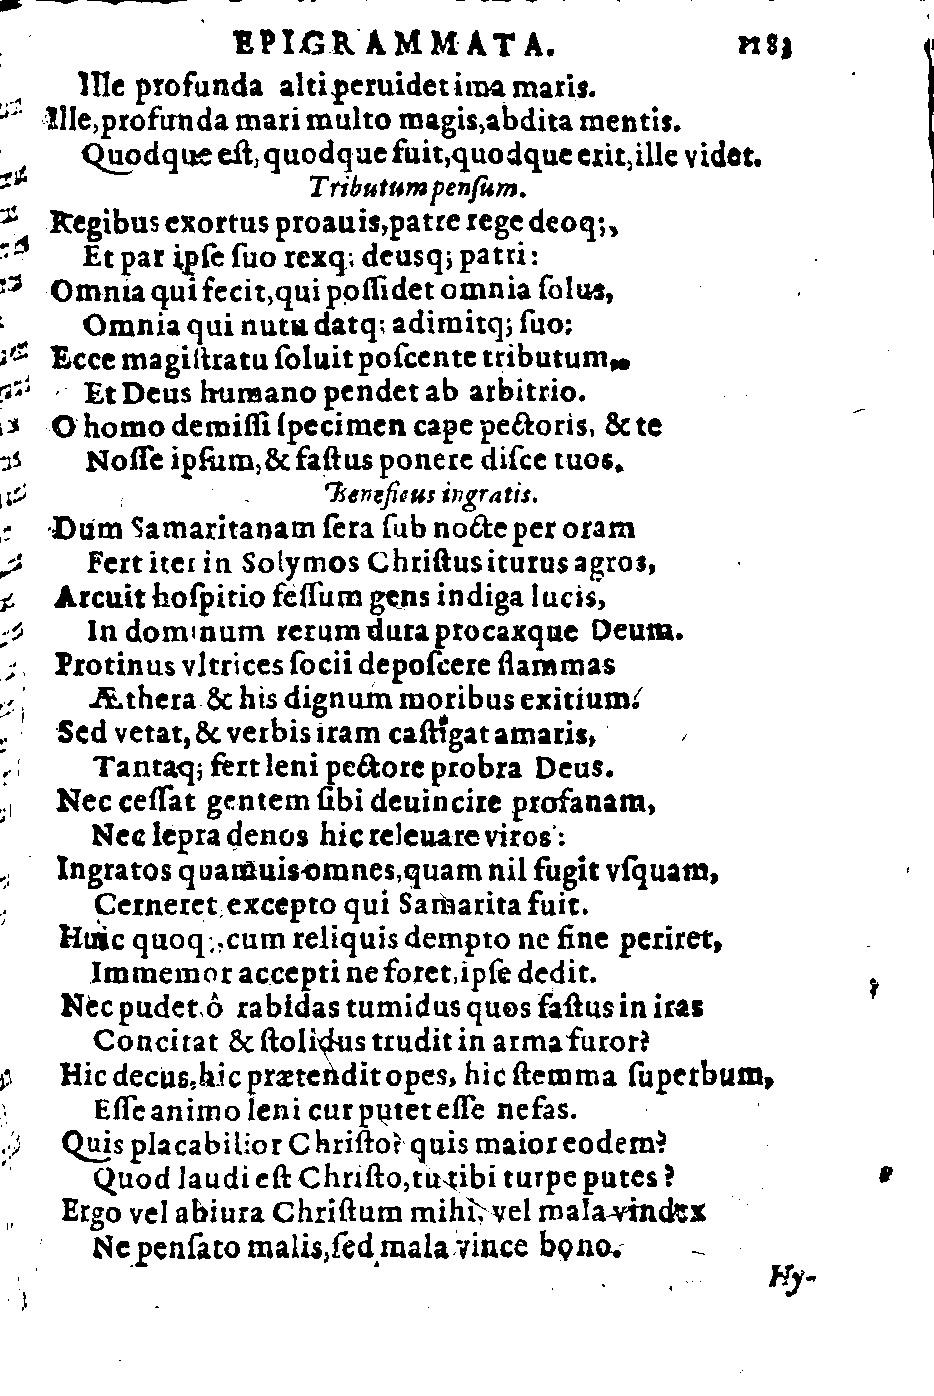 EPIGRAMMATA. 183
Ille profunda alti peruidet ima maris.
Ille, profunda mari multo magis, abdita mentis.
Quodque eſt, quodque fuit, quodque erit, ille videt.
Tributum penſum.
Regibus exortus proauis, patre rege deoq;,
Et par ipſe ſuo rexq; deusq; patri:
Omnia qui fecit, qui poſſidet omnia ſolus,
Omnia qui nutu datq; adimitq; ſuo:
Ecce magiſtratu ſoluit poſcente tributum,
Et Deus humano pendet ab arbitrio.
O homo demiſſi ſpecimen cape pectoris, & te
Noſſe ipſum, & faſtus ponere diſce tuos.
Beneficus ingratis.
Dum Samaritanam ſera ſub nocte per oram
Fert iter in Solymos Chriſtus iturus agros,
Arcuit hoſpitio feſſum gens indiga lucis,
In dominum rerum dura procaxque Deum.
Protinus vltrices ſocii depoſcere flammas
Æthera & his dignum moribus exitium:
Sed vetat, & verbis iram caſtigat amaris,
Tantaq; fert leni pectore probra Deus.
Nec ceſſat gentem ſibi deuincire profanam,
Nec lepra denos hic releuare viros:
Ingratos quamuis omnes, quam nil fugit vſquam,
Cerneret, excepto qui Samarita fuit.
Huic quoq;, cum reliquis dempto ne fine periret,
Immemor accepti ne foret, ipſe dedit.
Nec pudet, ô rabidas tumidus quos faſtus in iras
Concitat & ſtolidus trudit in arma furor?
Hic decus, hic prætendit opes, hic ſtemma ſuperbum,
Eſſe animo leni cur putet eſſe nefas.
Quis placabilior Chriſto? quis maior eodem?
Quod laudi eſt Chriſto, tu tibi turpe putes?
Ergo vel abiura Chriſtum mihi, vel mala vindex
Ne penſato malis, ſed mala vince bono.
Hy-